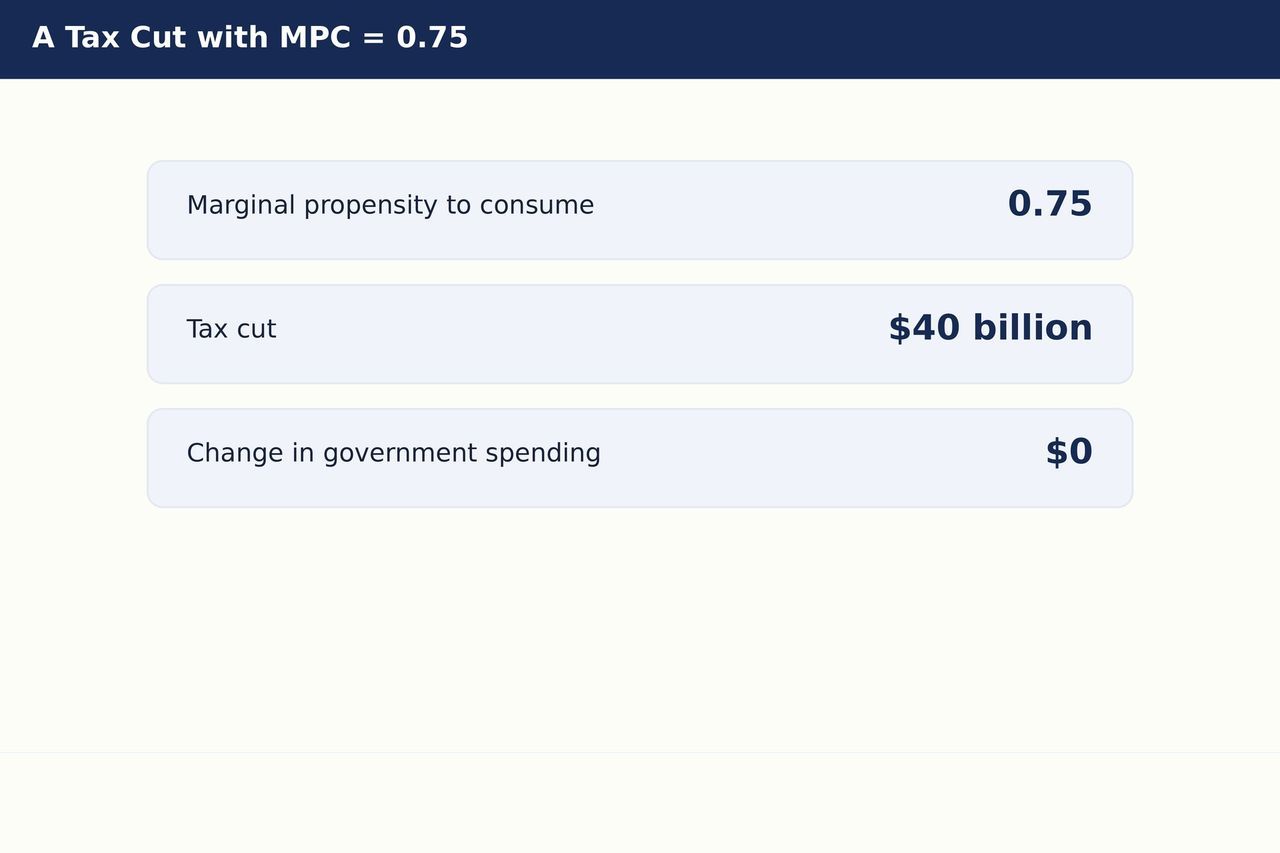 A Tax Cut with MPC = 0.75
Marginal propensity to consume 0.75
Tax cut $40 billion
Change in government spending $0